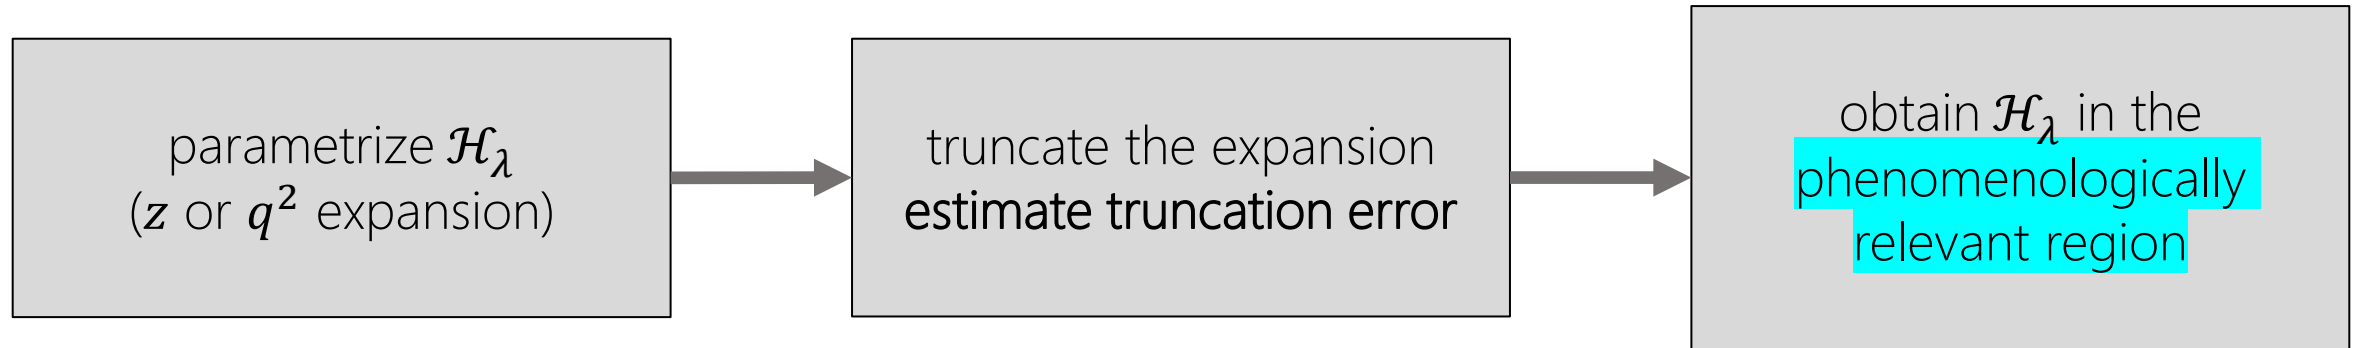 parametrize 𝓗_λ
(z or q² expansion)
truncate the expansion
estimate truncation error
obtain 𝓗_λ in the
phenomenologically
relevant region